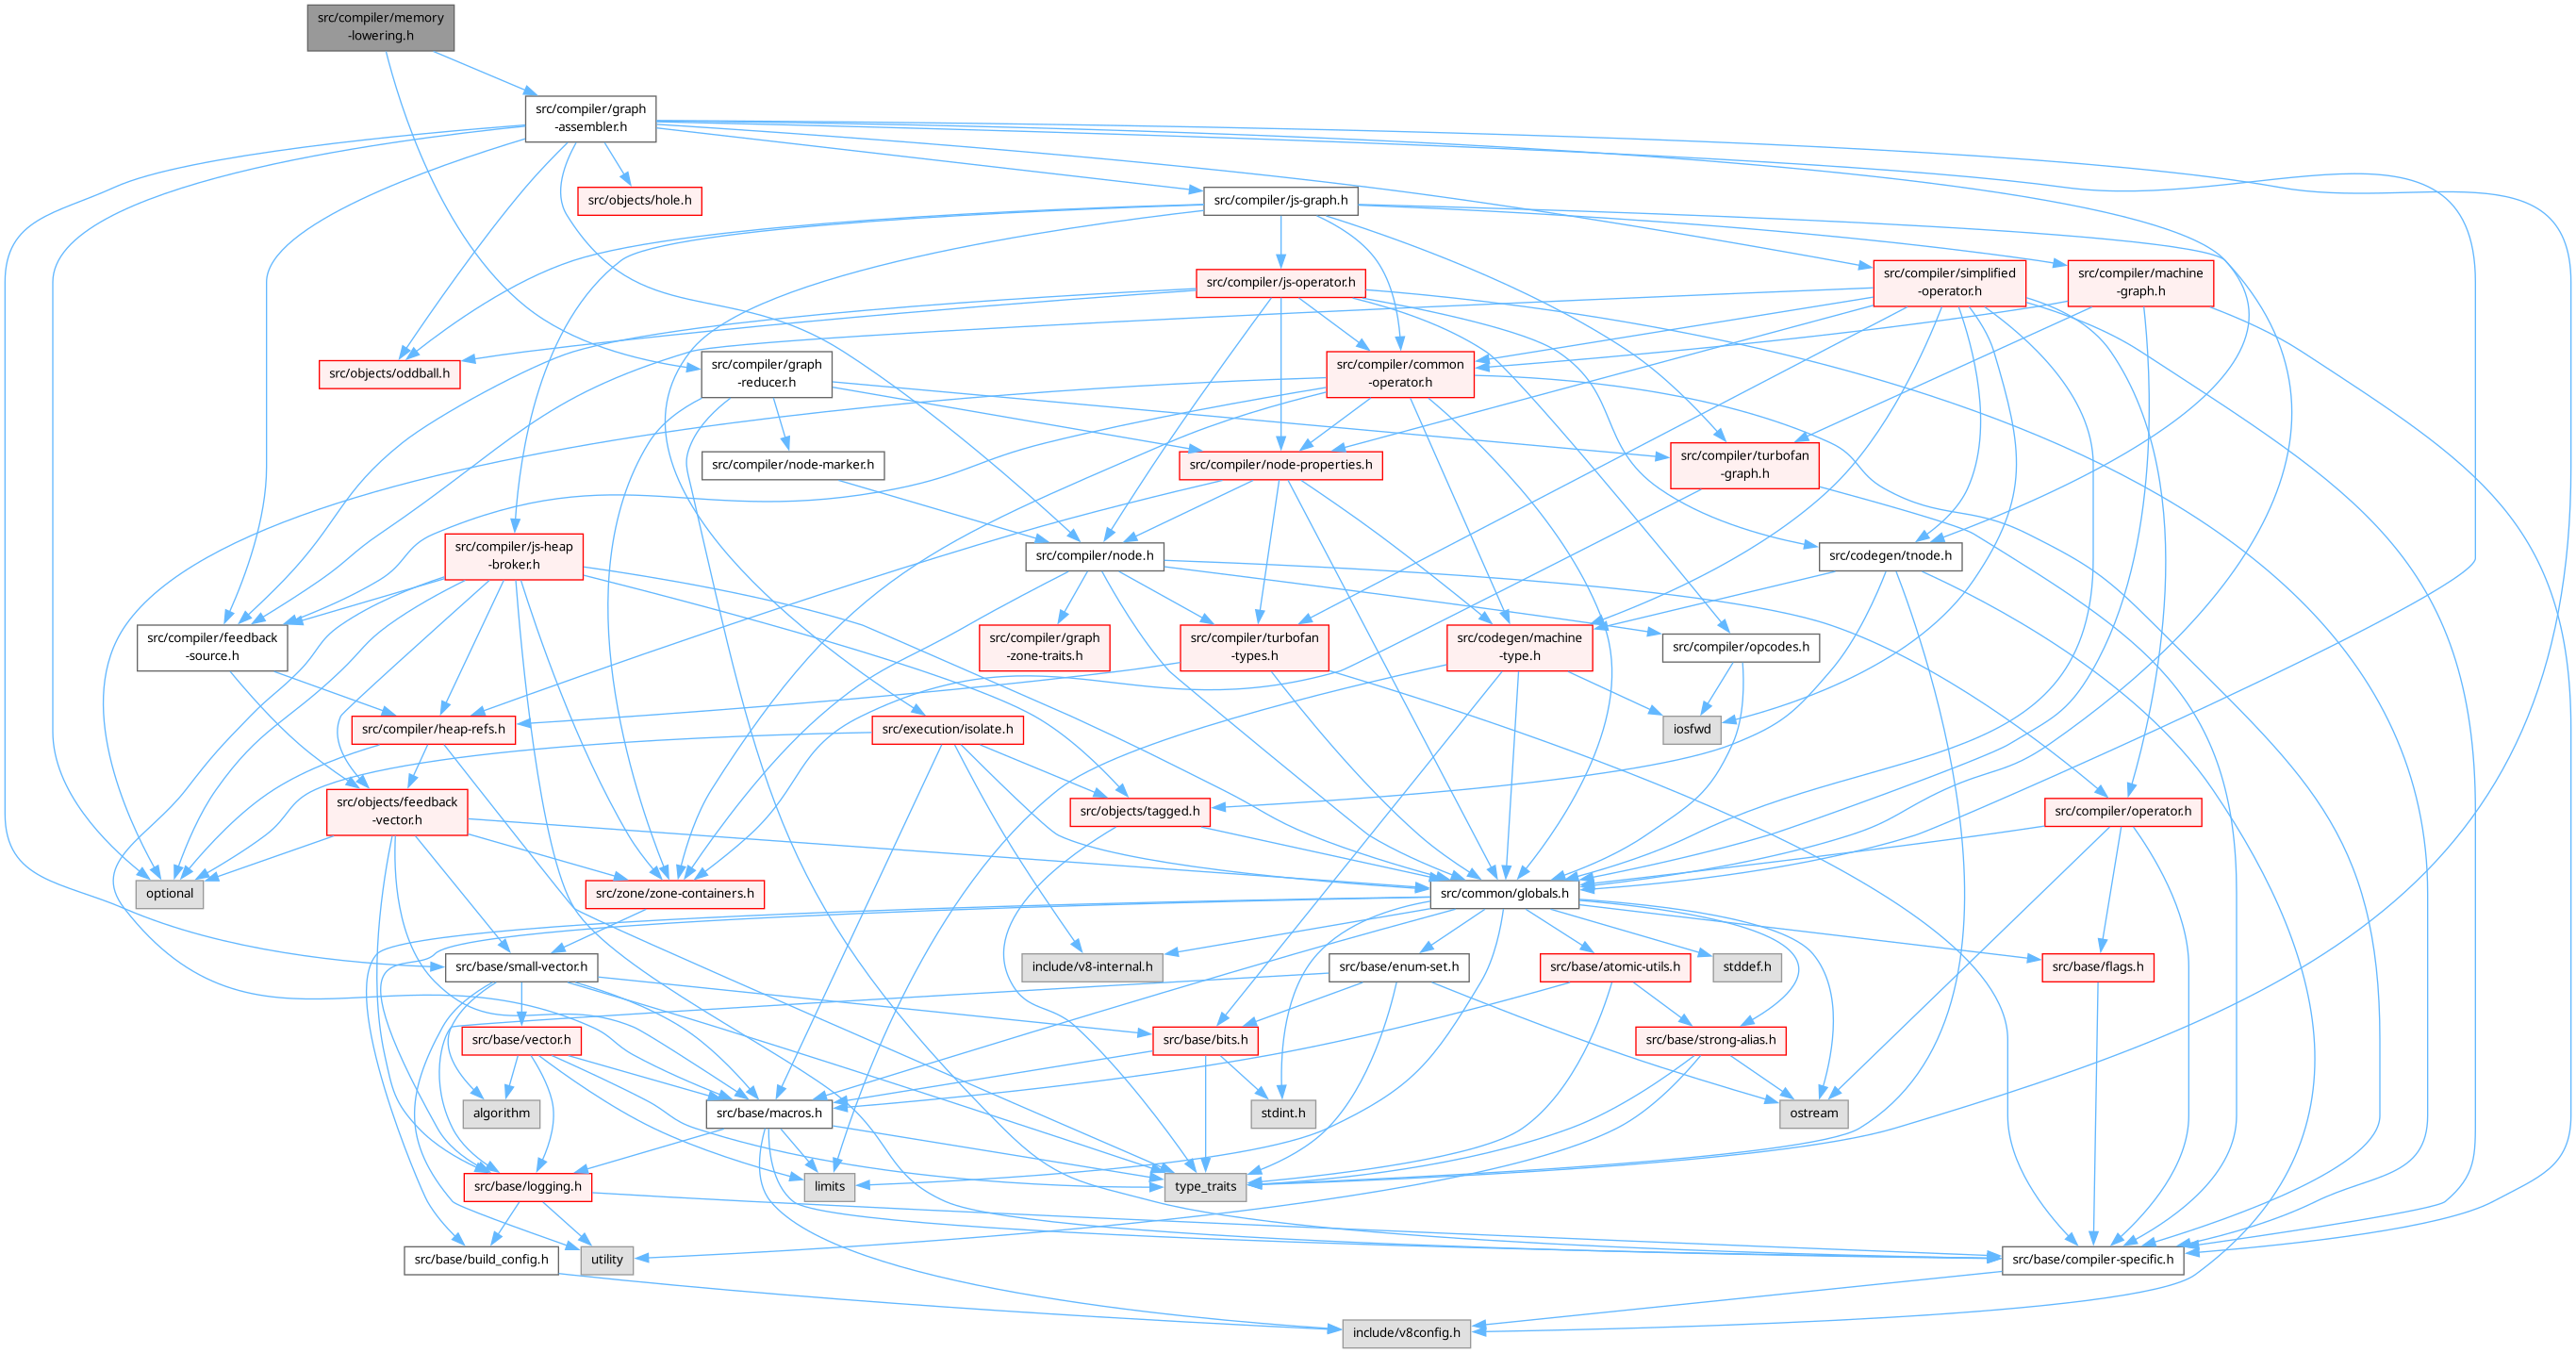 src/compiler/memory
-lowering.h
src/compiler/graph
-assembler.h
src/objects/hole.h
src/compiler/js-graph.h
src/compiler/js-operator.h
src/compiler/simplified
-operator.h
src/compiler/machine
-graph.h
src/objects/oddball.h
src/compiler/graph
-reducer.h
src/compiler/common
-operator.h
src/compiler/node-marker.h
src/compiler/node-properties.h
src/compiler/turbofan
-graph.h
src/compiler/js-heap
-broker.h
src/compiler/node.h
src/codegen/tnode.h
src/compiler/feedback
-source.h
src/compiler/graph
-zone-traits.h
src/compiler/turbofan
-types.h
src/codegen/machine
-type.h
src/compiler/opcodes.h
src/compiler/heap-refs.h
src/execution/isolate.h
iosfwd
src/objects/feedback
-vector.h
src/objects/tagged.h
src/compiler/operator.h
optional
src/zone/zone-containers.h
src/common/globals.h
src/base/small-vector.h
include/v8-internal.h
src/base/enum-set.h
src/base/atomic-utils.h
stddef.h
src/base/flags.h
src/base/vector.h
src/base/bits.h
src/base/strong-alias.h
algorithm
src/base/macros.h
stdint.h
ostream
src/base/logging.h
limits
type_traits
src/base/build_config.h
utility
src/base/compiler-specific.h
include/v8config.h